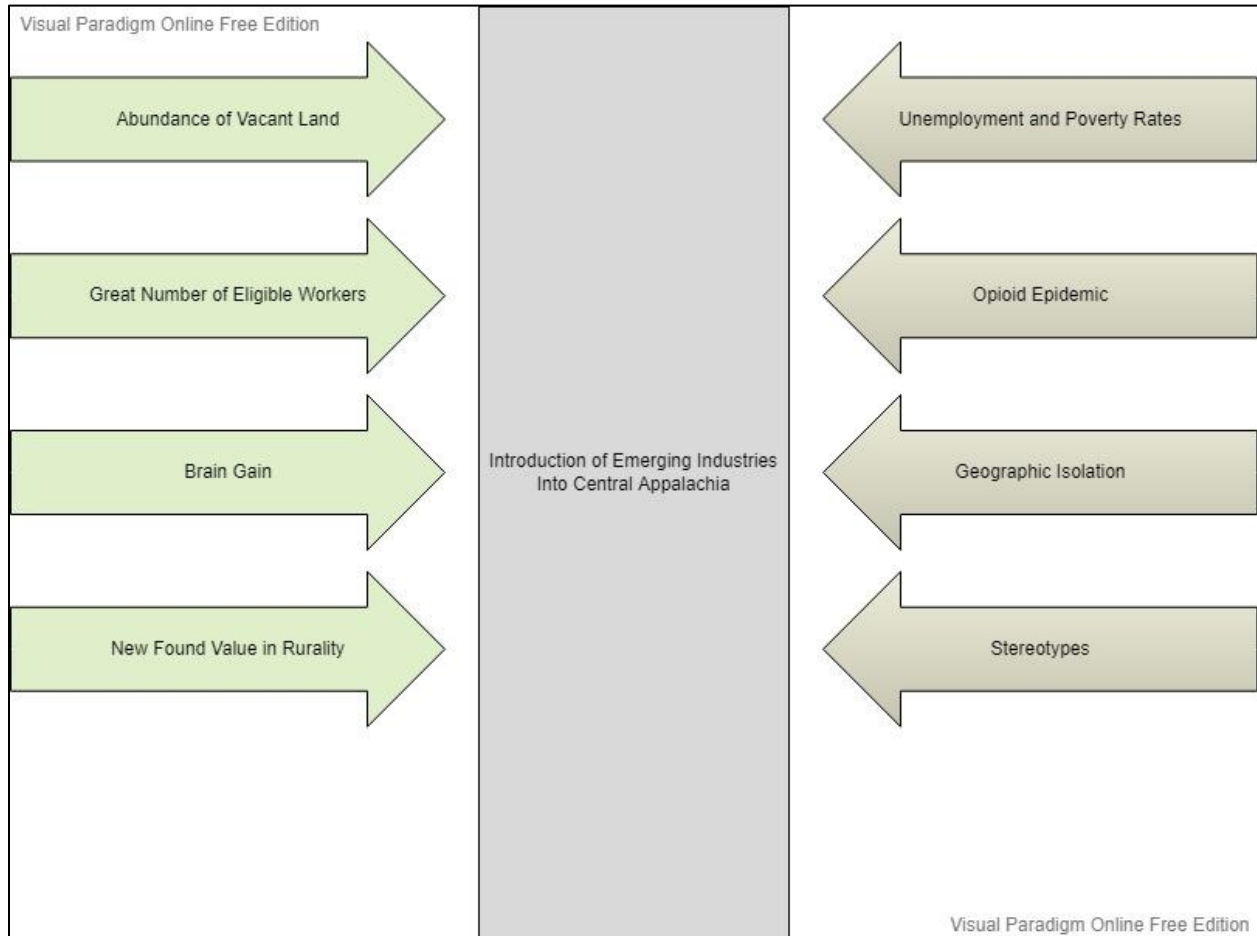 Visual Paradigm Online Free Edition
Abundance of Vacant Land
Unemployment and Poverty Rates
Great Number of Eligible Workers
Opioid Epidemic
Brain Gain
Introduction of Emerging Industries
Into Central Appalachia
Geographic Isolation
New Found Value in Rurality
Stereotypes
Visual Paradigm Online Free Edition